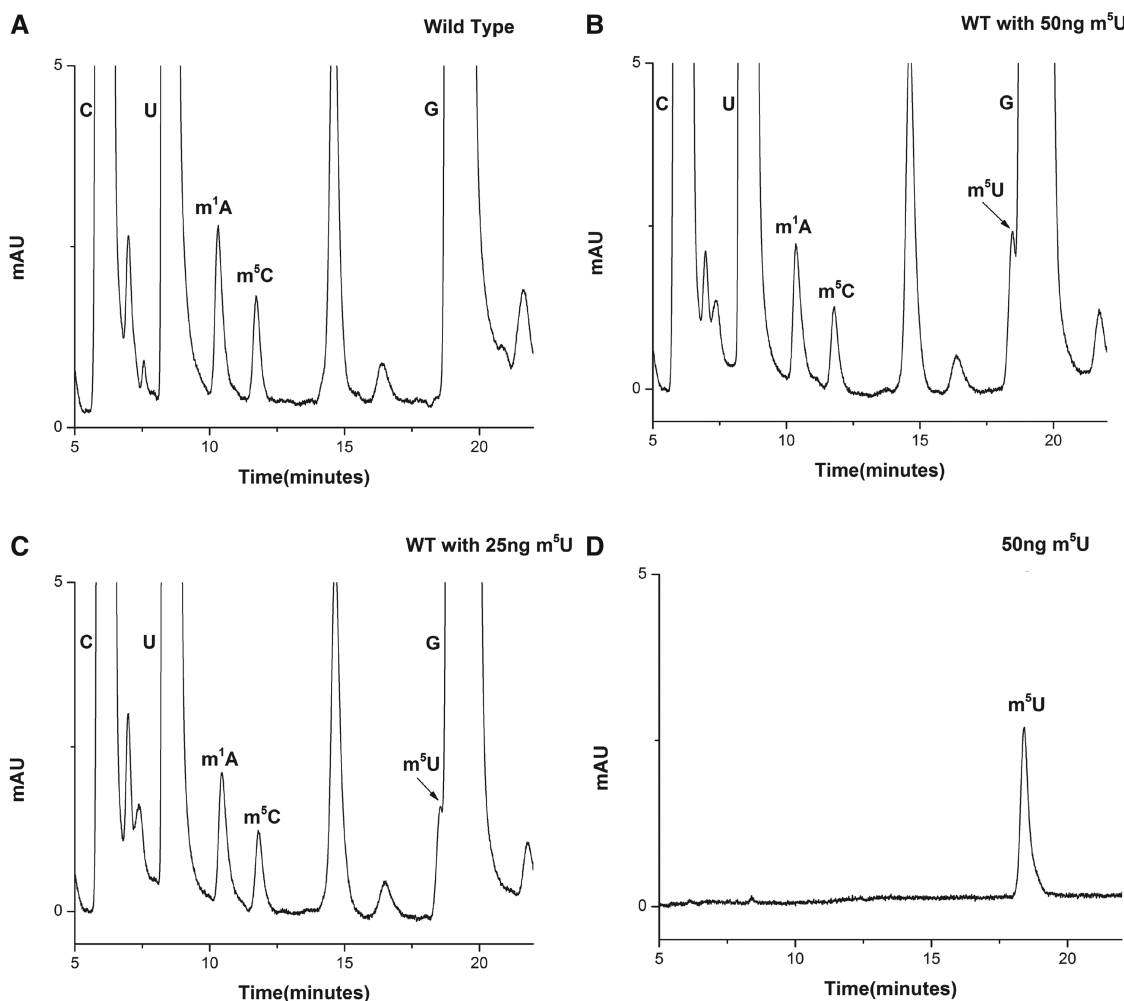 A
Wild Type
5
C
U
G
m¹A
m⁵C
mAU
0
5
10
15
20
Time(minutes)
B
WT with 50ng m⁵U
5
C
U
G
m⁵U
m¹A
m⁵C
mAU
0
5
10
15
20
Time(minutes)
C
WT with 25ng m⁵U
5
C
U
G
m⁵U
m¹A
m⁵C
mAU
0
5
10
15
20
Time(minutes)
D
50ng m⁵U
5
m⁵U
mAU
0
5
10
15
20
Time(minutes)